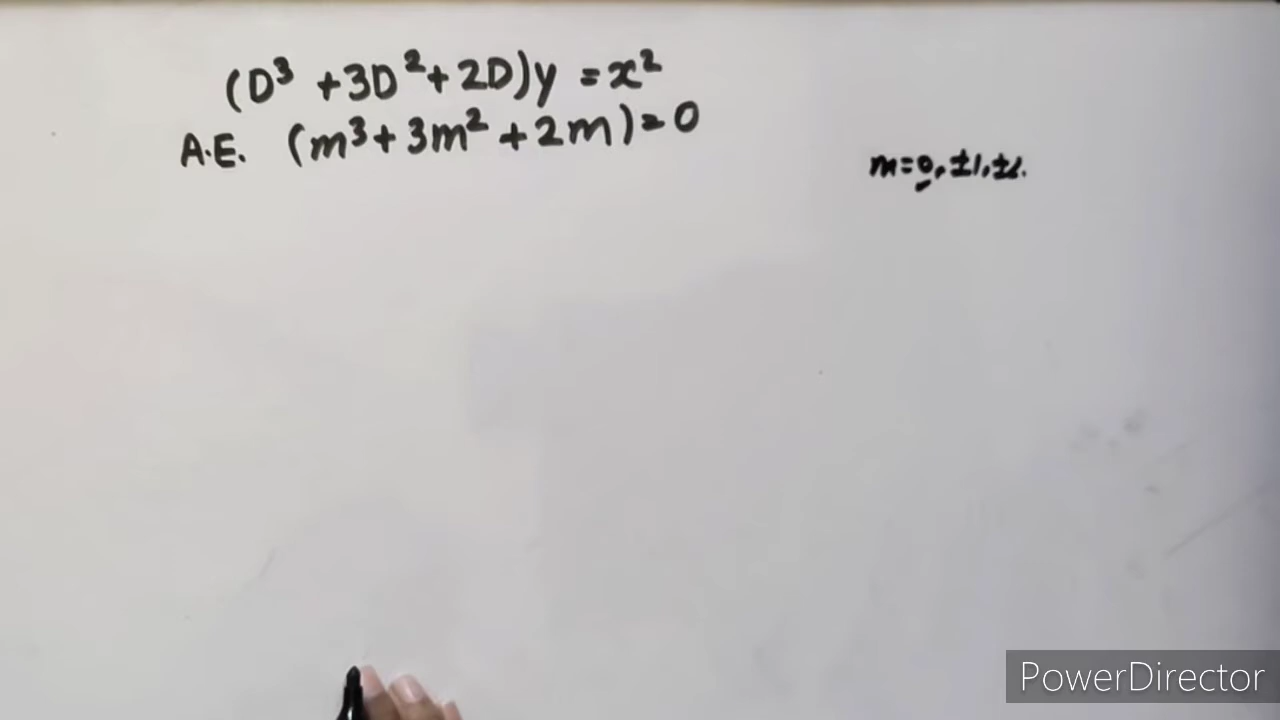 (D³ + 3D² + 2D)y = x²
A.E. (m³ + 3m² + 2m) = 0
m = 0, ±1, ±2.
PowerDirector